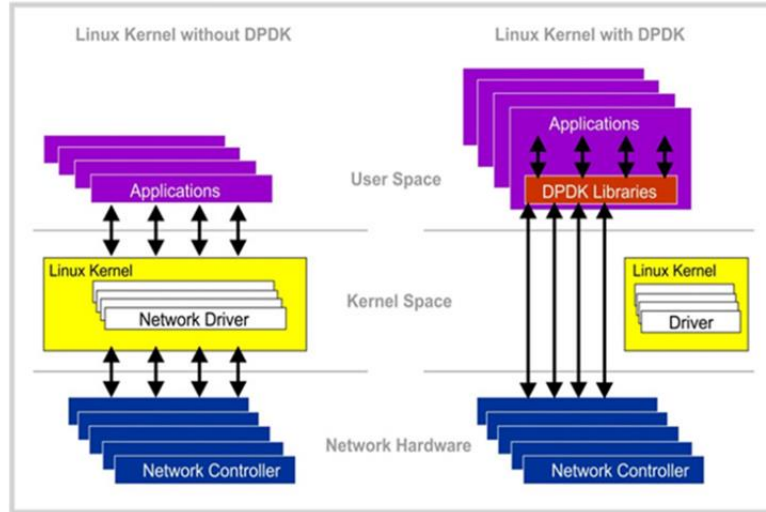 Linux Kernel without DPDK
Linux Kernel with DPDK
Applications
User Space
Applications
DPDK Libraries
Linux Kernel
Network Driver
Kernel Space
Linux Kernel
Driver
Network Controller
Network Hardware
Network Controller